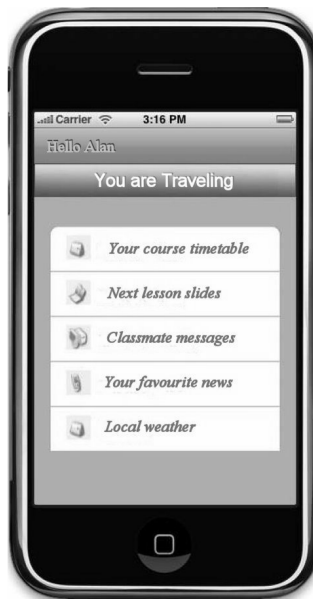 Carrier 3:16 PM
Hello Alan
You are Traveling
Your course timetable
Next lesson slides
Classmate messages
Your favourite news
Local weather